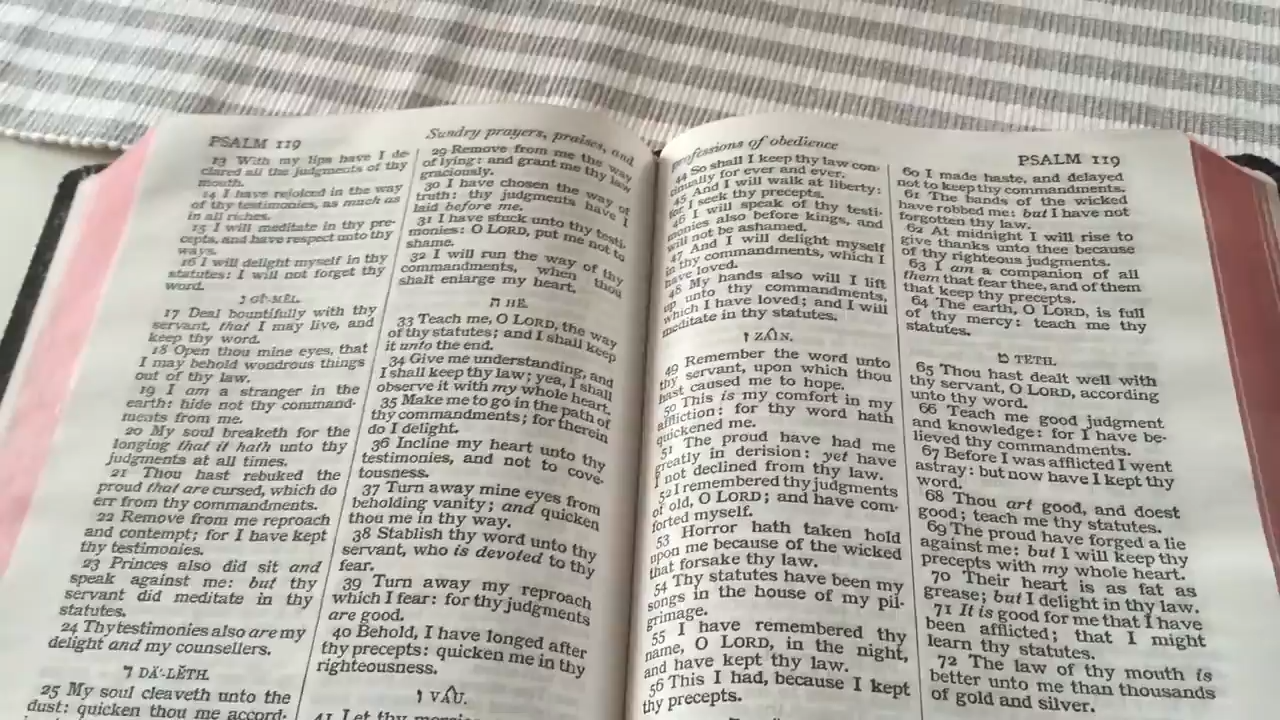 PSALM 119
Sundry prayers, praises, and
13 With my lips have I de-
clared all the judgments of thy
mouth.
14 I have rejoiced in the way
of thy testimonies, as much as
in all riches.
15 I will meditate in thy pre-
cepts, and have respect unto thy
ways.
16 I will delight myself in thy
statutes: I will not forget thy
word.
ג GĪ´-MĔL.
17 Deal bountifully with thy
servant, that I may live, and
keep thy word.
18 Open thou mine eyes, that
I may behold wondrous things
out of thy law.
19 I am a stranger in the
earth: hide not thy command-
ments from me.
20 My soul breaketh for the
longing that it hath unto thy
judgments at all times.
21 Thou hast rebuked the
proud that are cursed, which do
err from thy commandments.
22 Remove from me reproach
and contempt; for I have kept
thy testimonies.
23 Princes also did sit and
speak against me: but thy
servant did meditate in thy
statutes.
24 Thy testimonies also are my
delight and my counsellers.
ד DÄ´-LĔTH.
25 My soul cleaveth unto the
dust: quicken thou me accord-
29 Remove from me the way
of lying: and grant me thy law
graciously.
30 I have chosen the way of
truth: thy judgments have I
laid before me.
31 I have stuck unto thy testi-
monies: O LORD, put me not to
shame.
32 I will run the way of thy
commandments, when thou
shalt enlarge my heart.
ה HE.
33 Teach me, O LORD, the way
of thy statutes; and I shall keep
it unto the end.
34 Give me understanding, and
I shall keep thy law; yea, I shall
observe it with my whole heart.
35 Make me to go in the path of
thy commandments; for therein
do I delight.
36 Incline my heart unto thy
testimonies, and not to cove-
tousness.
37 Turn away mine eyes from
beholding vanity; and quicken
thou me in thy way.
38 Stablish thy word unto thy
servant, who is devoted to thy
fear.
39 Turn away my reproach
which I fear: for thy judgments
are good.
40 Behold, I have longed after
thy precepts: quicken me in thy
righteousness.
ו VÂU.
41 Let thy mercies
professions of obedience
PSALM 119
44 So shall I keep thy law con-
tinually for ever and ever.
45 And I will walk at liberty:
for I seek thy precepts.
46 I will speak of thy testi-
monies also before kings, and
will not be ashamed.
47 And I will delight myself
in thy commandments, which I
have loved.
48 My hands also will I lift
up unto thy commandments,
which I have loved; and I will
meditate in thy statutes.
ז ZÂĬN.
49 Remember the word unto
thy servant, upon which thou
hast caused me to hope.
50 This is my comfort in my
affliction: for thy word hath
quickened me.
51 The proud have had me
greatly in derision: yet have
I not declined from thy law.
52 I remembered thy judgments
of old, O LORD; and have com-
forted myself.
53 Horror hath taken hold
upon me because of the wicked
that forsake thy law.
54 Thy statutes have been my
songs in the house of my pil-
grimage.
55 I have remembered thy
name, O LORD, in the night,
and have kept thy law.
56 This I had, because I kept
thy precepts.
60 I made haste, and delayed
not to keep thy commandments.
61 The bands of the wicked
have robbed me: but I have not
forgotten thy law.
62 At midnight I will rise to
give thanks unto thee because
of thy righteous judgments.
63 I am a companion of all
them that fear thee, and of them
that keep thy precepts.
64 The earth, O LORD, is full
of thy mercy: teach me thy
statutes.
ט TETH.
65 Thou hast dealt well with
thy servant, O LORD, according
unto thy word.
66 Teach me good judgment
and knowledge: for I have be-
lieved thy commandments.
67 Before I was afflicted I went
astray: but now have I kept thy
word.
68 Thou art good, and doest
good; teach me thy statutes.
69 The proud have forged a lie
against me: but I will keep thy
precepts with my whole heart.
70 Their heart is as fat as
grease; but I delight in thy law.
71 It is good for me that I have
been afflicted; that I might
learn thy statutes.
72 The law of thy mouth is
better unto me than thousands
of gold and silver.